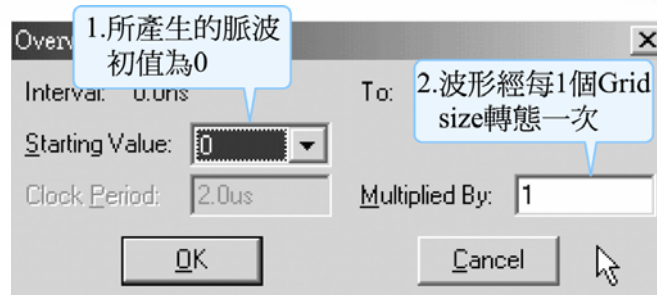 1.所產生的脈波
初值為0
Interval: 0.0ns
To:
2.波形經每1個Grid
size轉態一次
Starting Value: 0
Clock Period: 2.0us
Multiplied By: 1
OK
Cancel